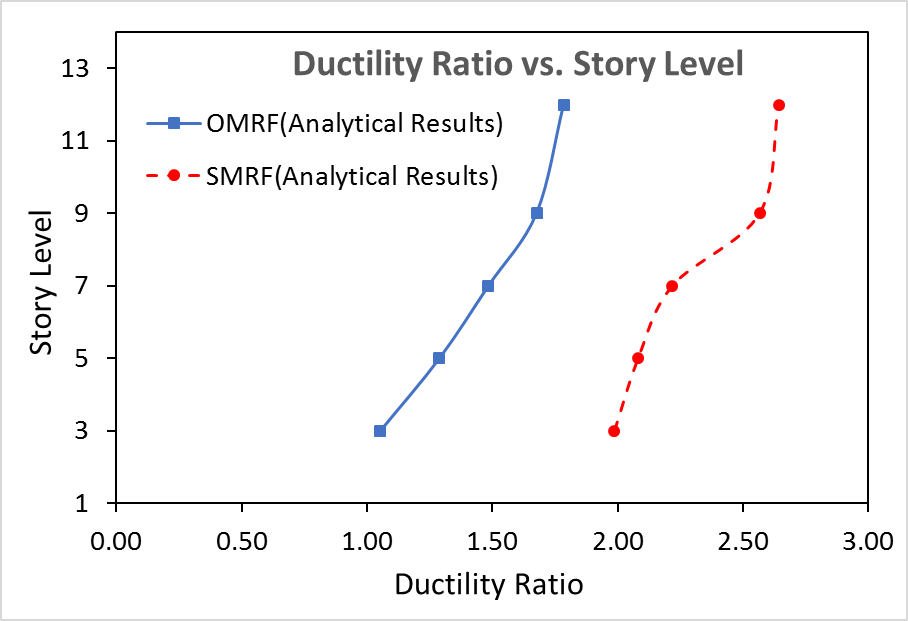 Ductility Ratio vs. Story Level
OMRF(Analytical Results)
SMRF(Analytical Results)
Story Level
13
11
9
7
5
3
1
0.00 0.50 1.00 1.50 2.00 2.50 3.00
Ductility Ratio